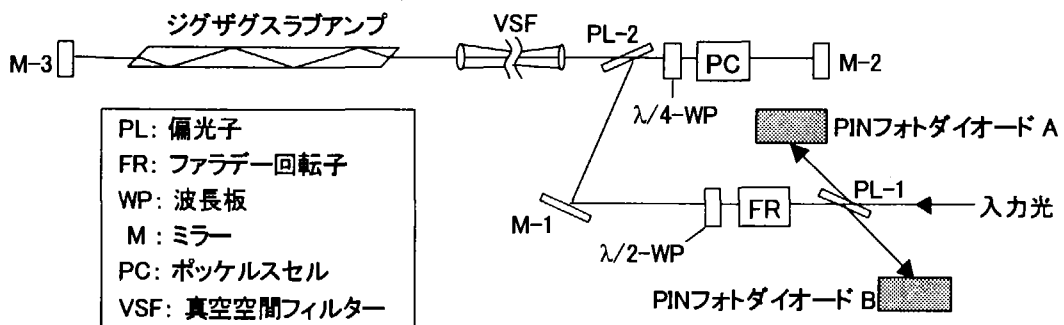 ジグザグスラブアンプ
VSF
PL-2
M-3
PC
M-2
λ/4-WP
PL: 偏光子
FR: ファラデー回転子
WP: 波長板
M: ミラー
PC: ポッケルスセル
VSF: 真空空間フィルター
PINフォトダイオード A
PL-1
M-1
FR
入力光
λ/2-WP
PINフォトダイオード B